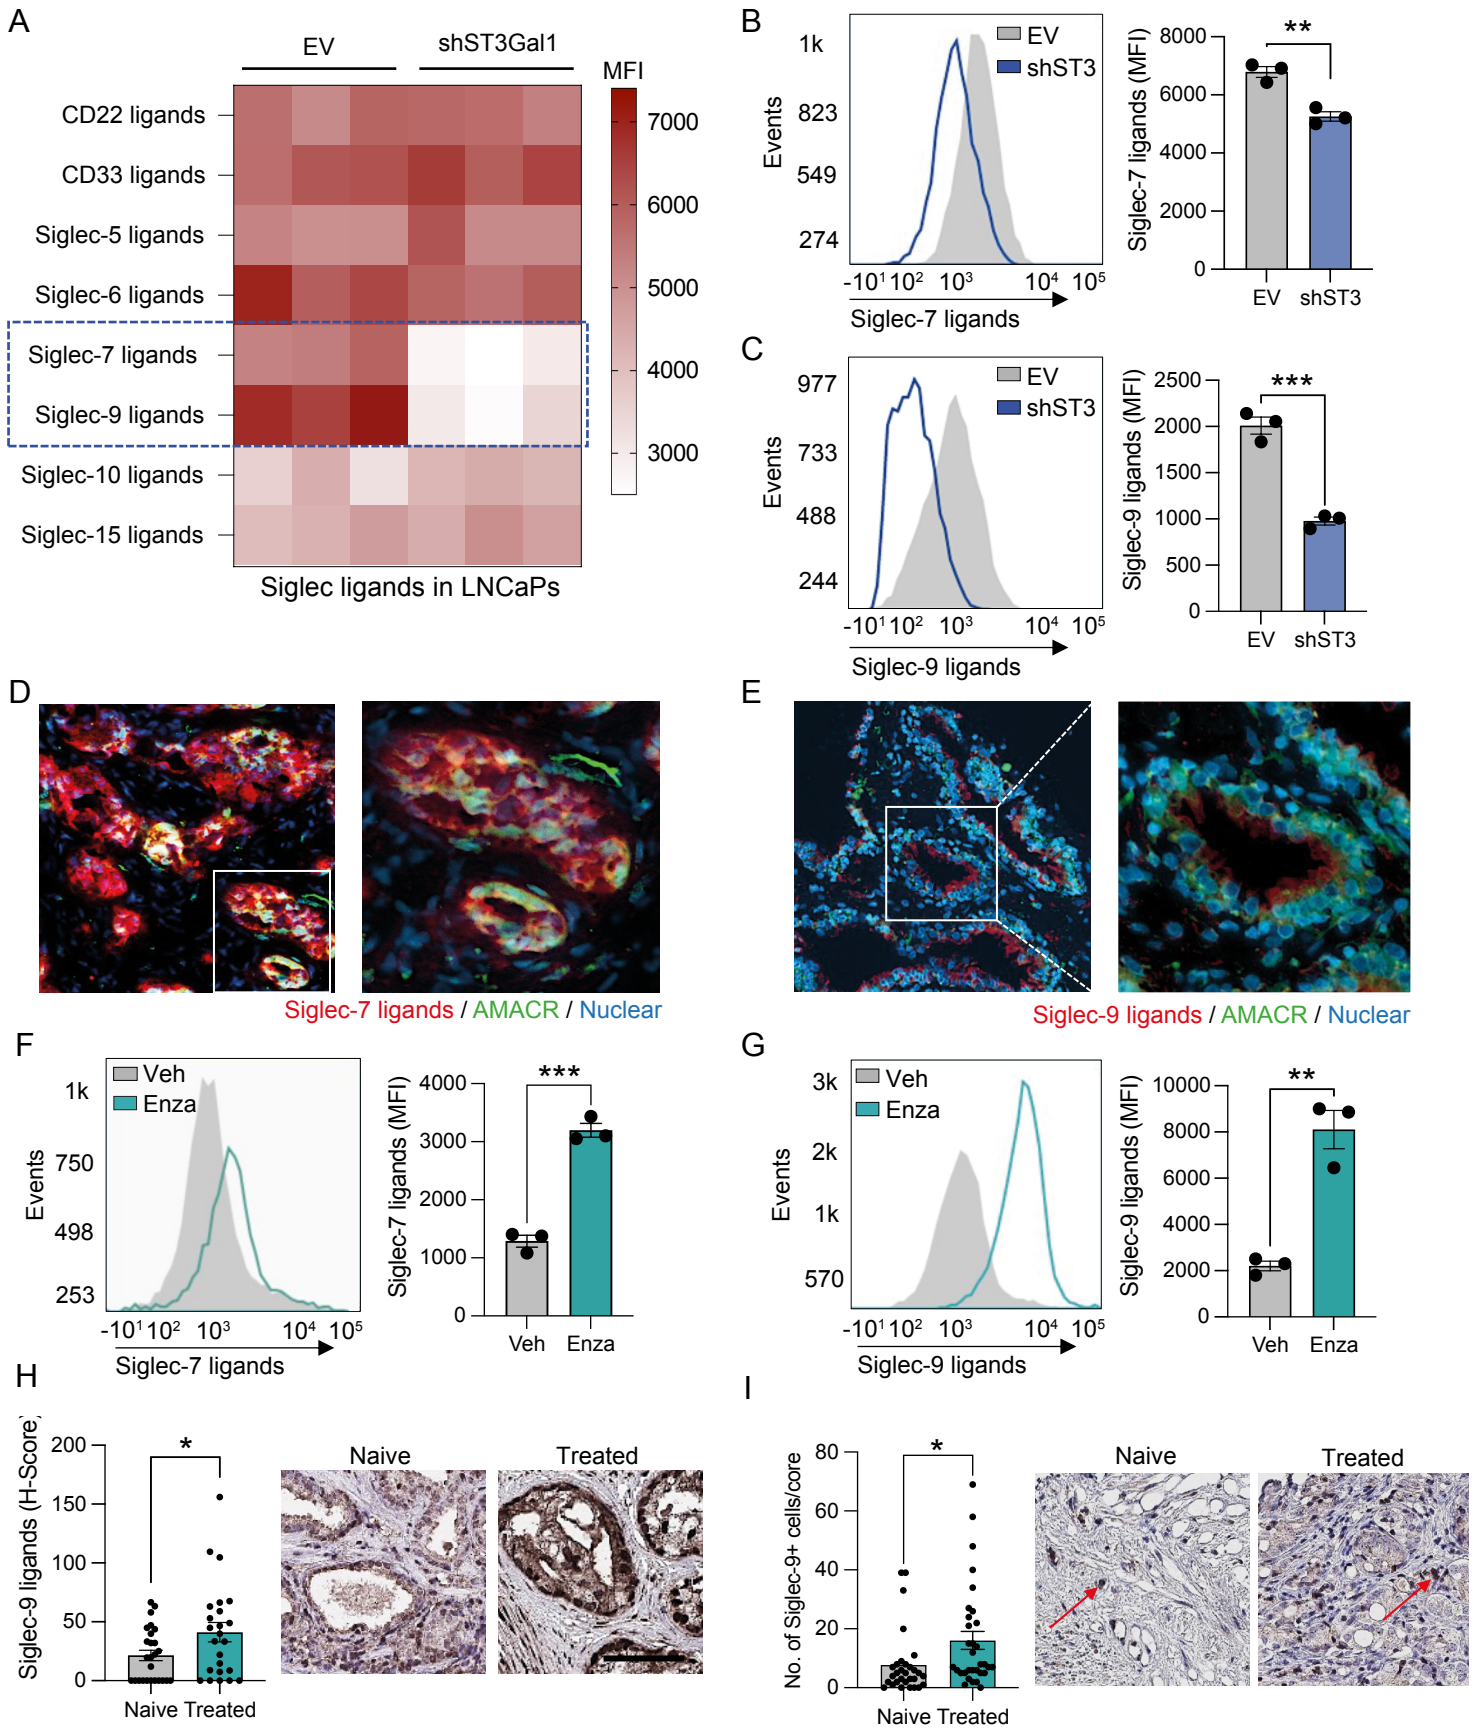 A
EV
shST3Gal1
MFI
CD22 ligands
CD33 ligands
Siglec-5 ligands
Siglec-6 ligands
Siglec-7 ligands
Siglec-9 ligands
Siglec-10 ligands
Siglec-15 ligands
7000
6000
5000
4000
3000
Siglec ligands in LNCaPs
B
Events
1k
823
549
274
EV
shST3
-10¹ 10² 10³ 10⁴ 10⁵
Siglec-7 ligands
Siglec-7 ligands (MFI)
8000
6000
4000
2000
0
**
EV shST3
C
Events
977
733
488
244
EV
shST3
-10¹ 10² 10³ 10⁴ 10⁵
Siglec-9 ligands
Siglec-9 ligands (MFI)
2500
2000
1500
1000
500
0
***
EV shST3
D
Siglec-7 ligands / AMACR / Nuclear
E
Siglec-9 ligands / AMACR / Nuclear
F
Events
1k
750
498
253
Veh
Enza
-10¹ 10² 10³ 10⁴ 10⁵
Siglec-7 ligands
Siglec-7 ligands (MFI)
4000
3000
2000
1000
0
***
Veh Enza
G
Events
3k
2k
1k
570
Veh
Enza
-10¹ 10² 10³ 10⁴ 10⁵
Siglec-9 ligands
Siglec-9 ligands (MFI)
10000
8000
6000
4000
2000
0
**
Veh Enza
H
Siglec-9 ligands (H-Score)
200
150
100
50
0
*
Naive Treated
Naive
Treated
I
No. of Siglec-9+ cells/core
80
60
40
20
0
*
Naive Treated
Naive
Treated